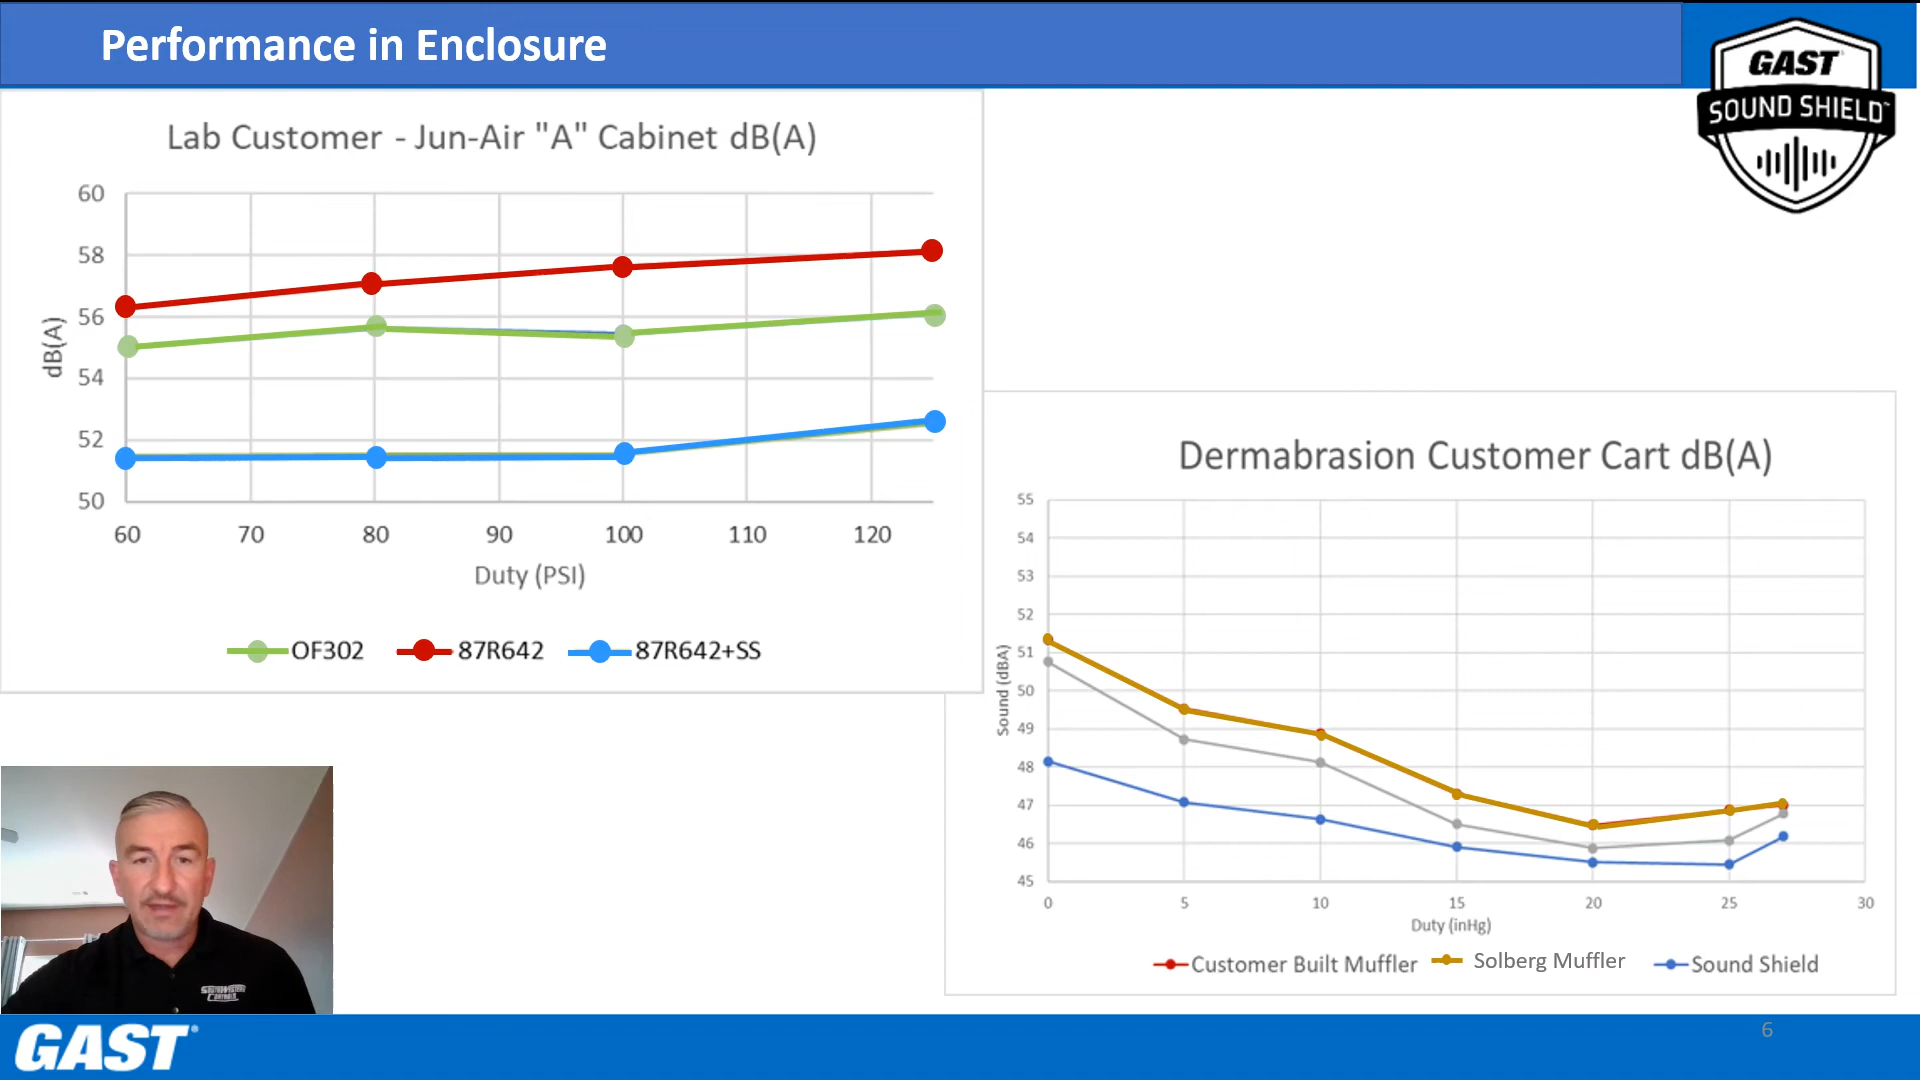 Performance in Enclosure
GAST
SOUND SHIELD™
Lab Customer - Jun-Air "A" Cabinet dB(A)
60
58
56
54
52
50
dB(A)
60 70 80 90 100 110 120
Duty (PSI)
OF302 87R642 87R642+SS
Dermabrasion Customer Cart dB(A)
55
54
53
52
51
50
49
48
47
46
45
Sound (dBA)
0 5 10 15 20 25 30
Duty (inHg)
Customer Built Muffler Solberg Muffler Sound Shield
GAST®
6